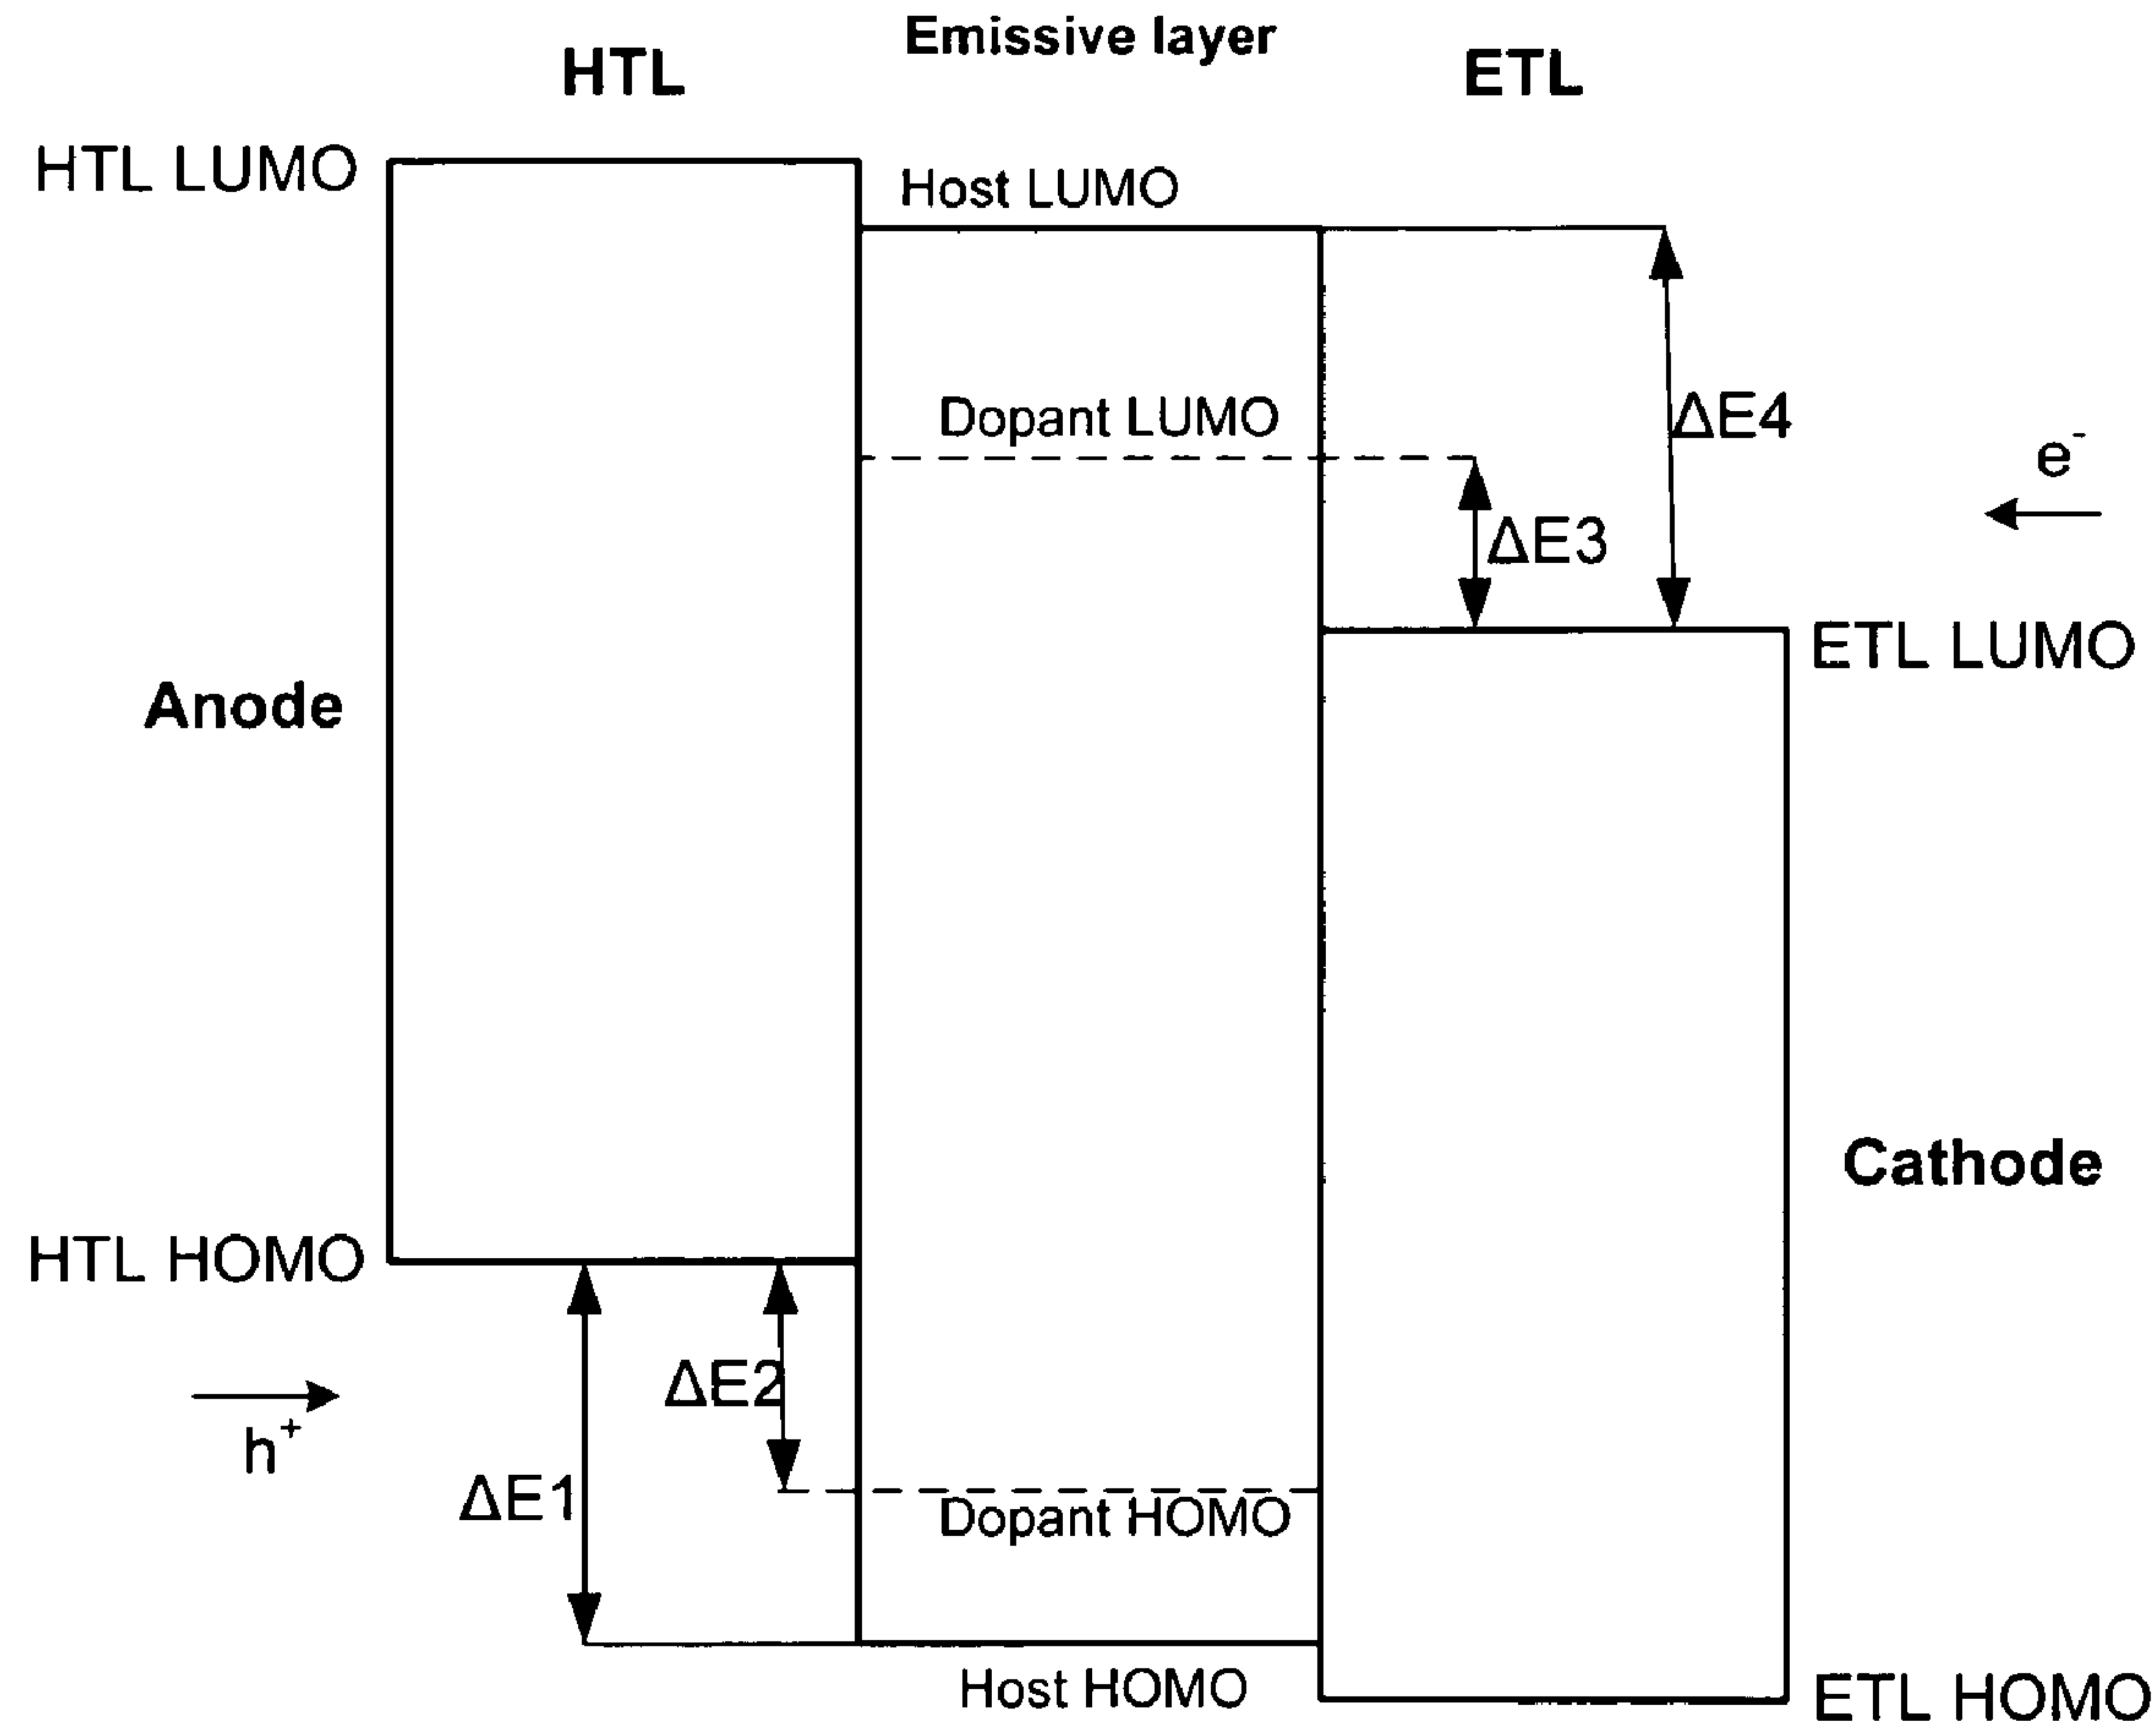 Emissive layer
HTL
ETL
HTL LUMO
Host LUMO
Dopant LUMO
ΔE4
e-
ΔE3
ETL LUMO
Anode
Cathode
HTL HOMO
ΔE2
h+
ΔE1
Dopant HOMO
Host HOMO
ETL HOMO